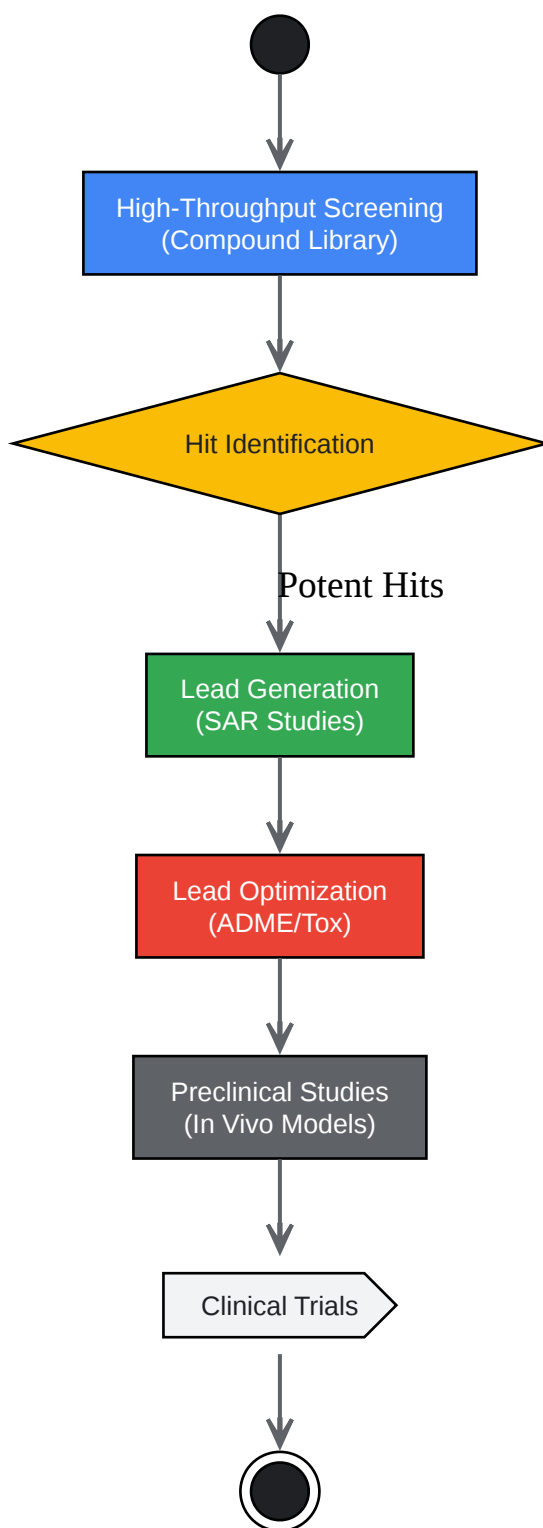 High-Throughput Screening
(Compound Library)
Hit Identification
Potent Hits
Lead Generation
(SAR Studies)
Lead Optimization
(ADME/Tox)
Preclinical Studies
(In Vivo Models)
Clinical Trials